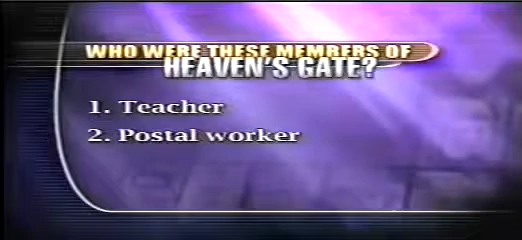 WHO WERE THESE MEMBERS OF
HEAVEN'S GATE?
1. Teacher
2. Postal worker